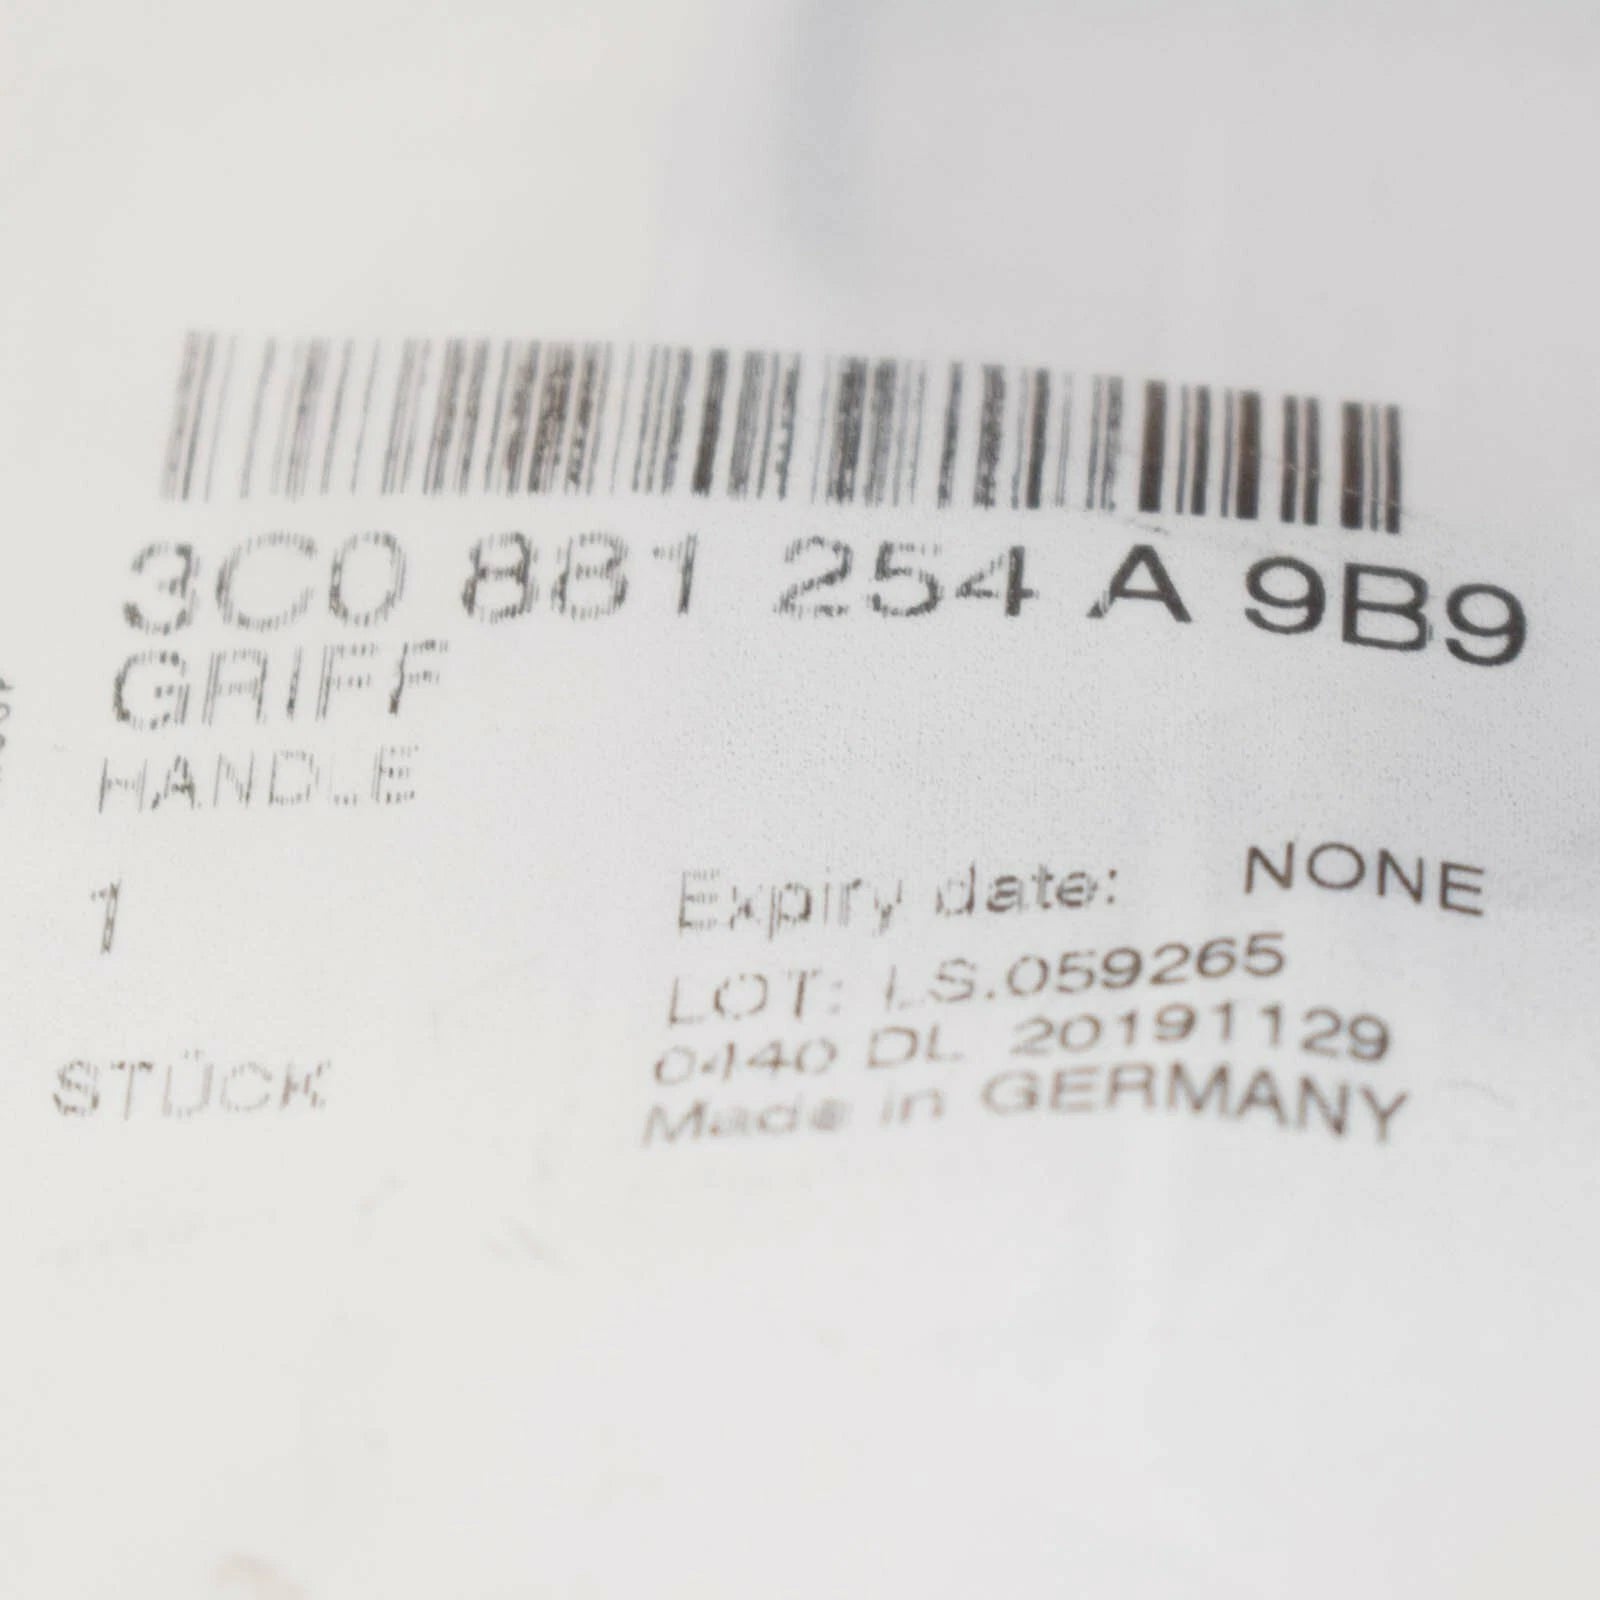 3C0 881 254 A 9B9
GRIFF
HANDLE
1
Expiry date: NONE
LOT: LS.059265
0440 DL 20191129
STÜCK
Made in GERMANY